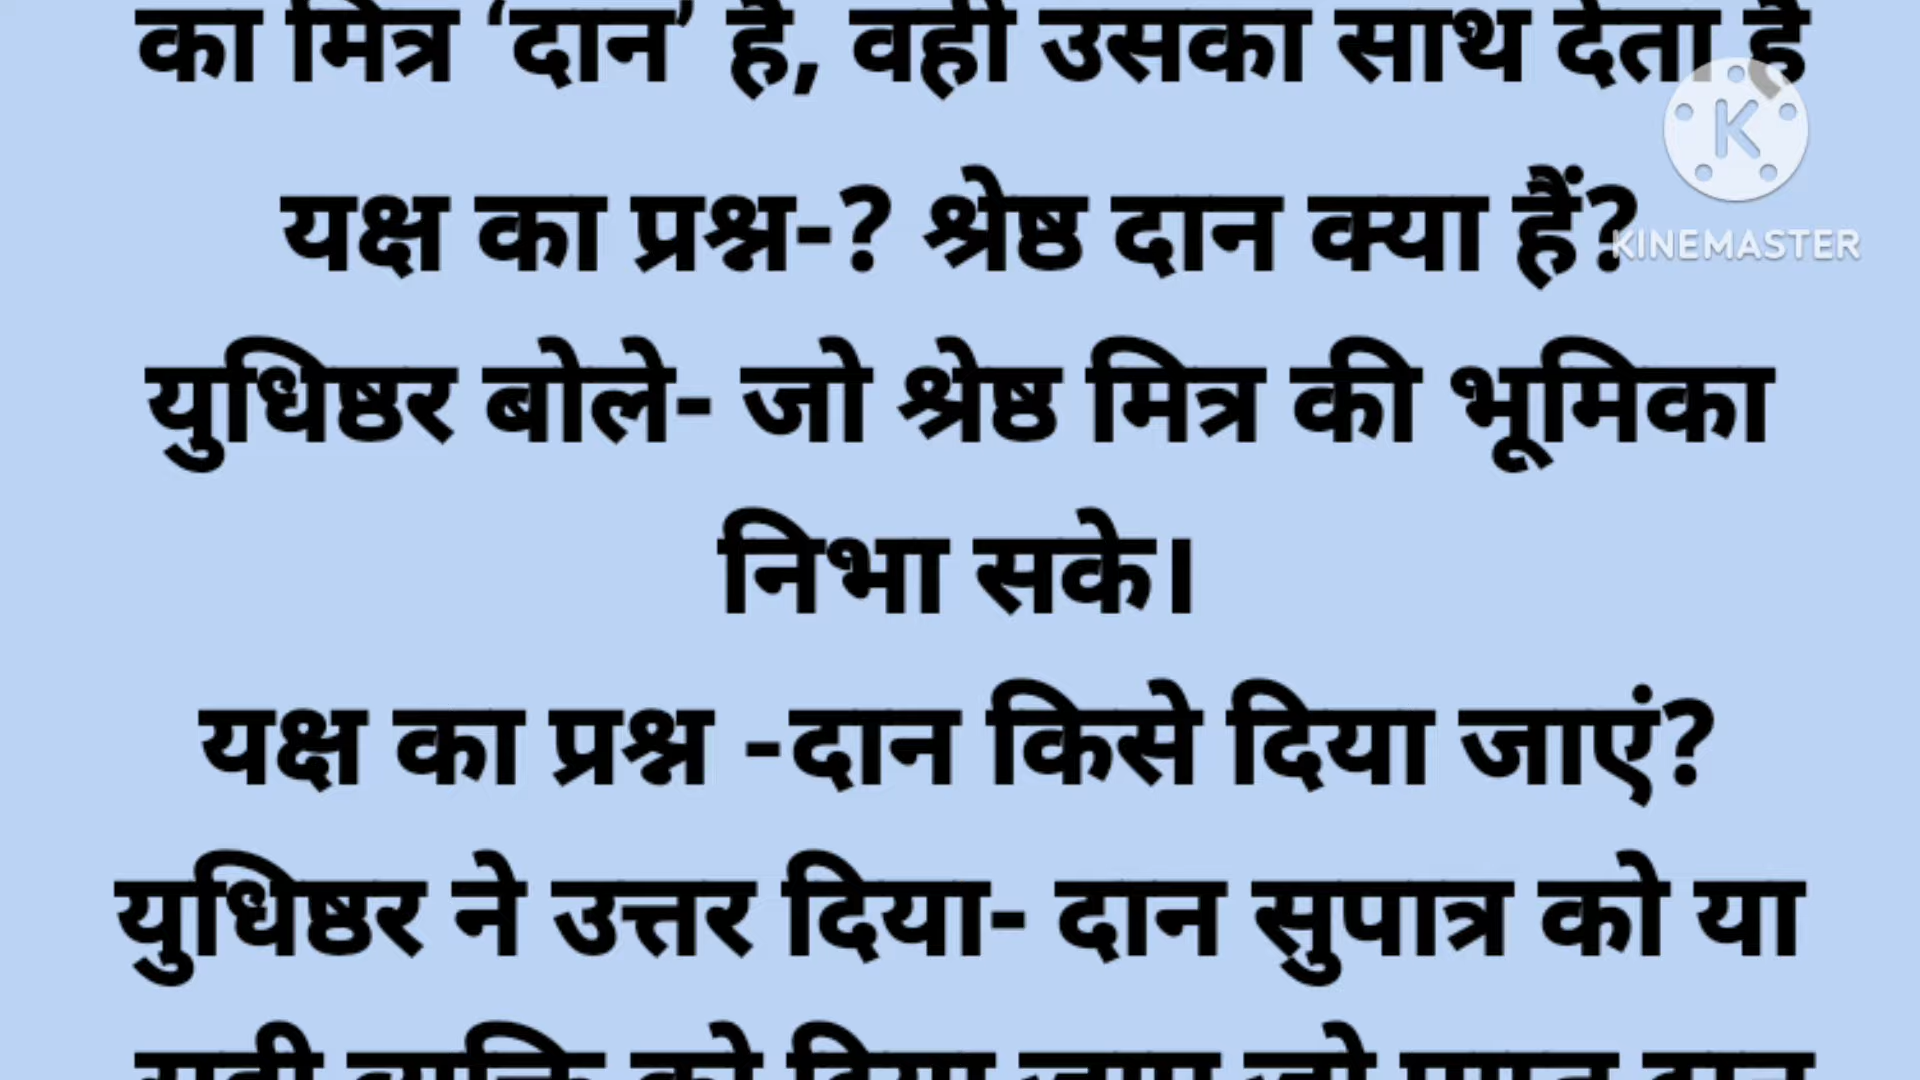 का मित्र ‘दान’ है, वही उसका साथ देता है
यक्ष का प्रश्न-? श्रेष्ठ दान क्या हैं?
KINEMASTER
युधिष्ठर बोले- जो श्रेष्ठ मित्र की भूमिका
निभा सके।
यक्ष का प्रश्न -दान किसे दिया जाएं?
युधिष्ठर ने उत्तर दिया- दान सुपात्र को या